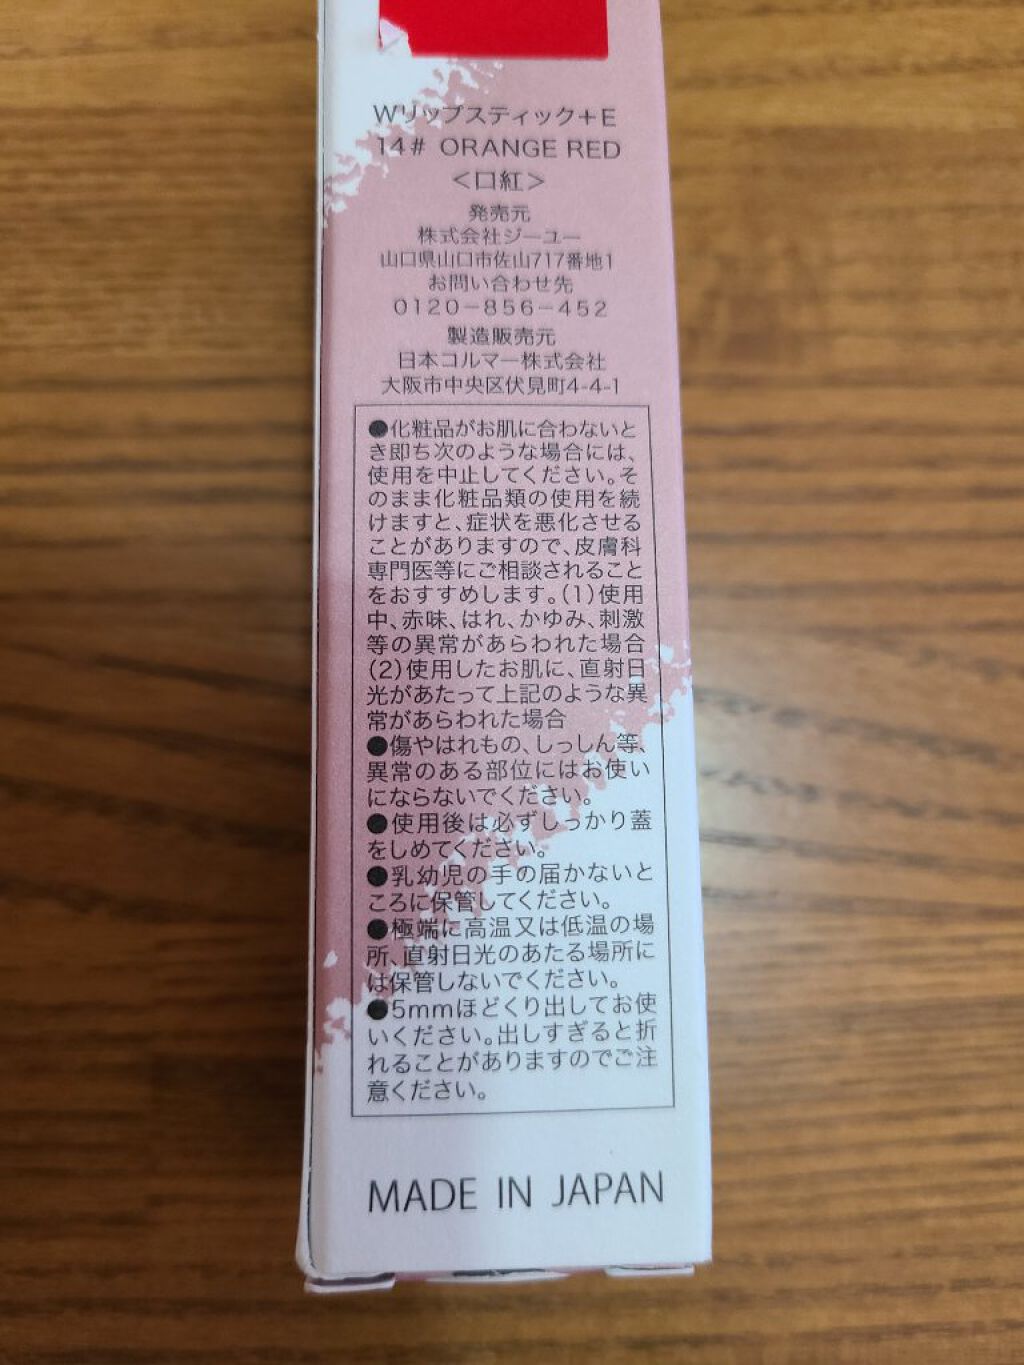 Wリップスティック+E
14# ORANGE RED
<口紅>
発売元
株式会社ジーユー
山口県山口市佐山717番地1
お問い合わせ先
0120-856-452
製造販売元
日本コルマー株式会社
大阪市中央区伏見町4-4-1
●化粧品がお肌に合わないと
き即ち次のような場合には、
使用を中止してください。そ
のまま化粧品類の使用を続
けますと、症状を悪化させる
ことがありますので、皮膚科
専門医等にご相談されること
をおすすめします。(1)使用
中、赤味、はれ、かゆみ、刺激
等の異常があらわれた場合
(2)使用したお肌に、直射日
光があたって上記のような異
常があらわれた場合
●傷やはれもの、しっしん等、
異常のある部位にはお使い
にならないでください。
●使用後は必ずしっかり蓋
をしめてください。
●乳幼児の手の届かないと
ころに保管してください。
●極端に高温又は低温の場
所、直射日光のあたる場所に
は保管しないでください。
●5mmほどくり出してお使
いください。出しすぎると折
れることがありますのでご注
意ください。
MADE IN JAPAN